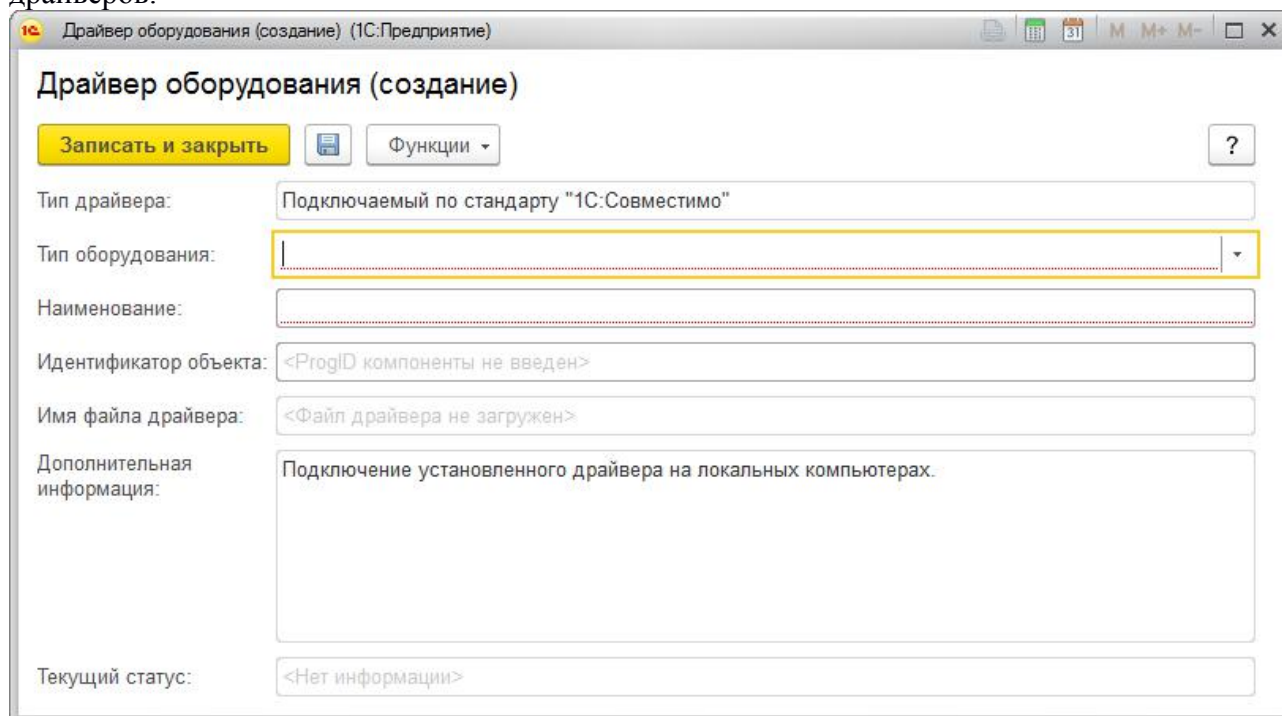 драйверов.
1С Драйвер оборудования (создание) (1С:Предприятие) 31 M M+ M-
Драйвер оборудования (создание)
Записать и закрыть Функции ?
Тип драйвера: Подключаемый по стандарту "1С:Совместимо"
Тип оборудования:
Наименование:
Идентификатор объекта: <ProgID компоненты не введен>
Имя файла драйвера: <Файл драйвера не загружен>
Дополнительная информация: Подключение установленного драйвера на локальных компьютерах.
Текущий статус: <Нет информации>